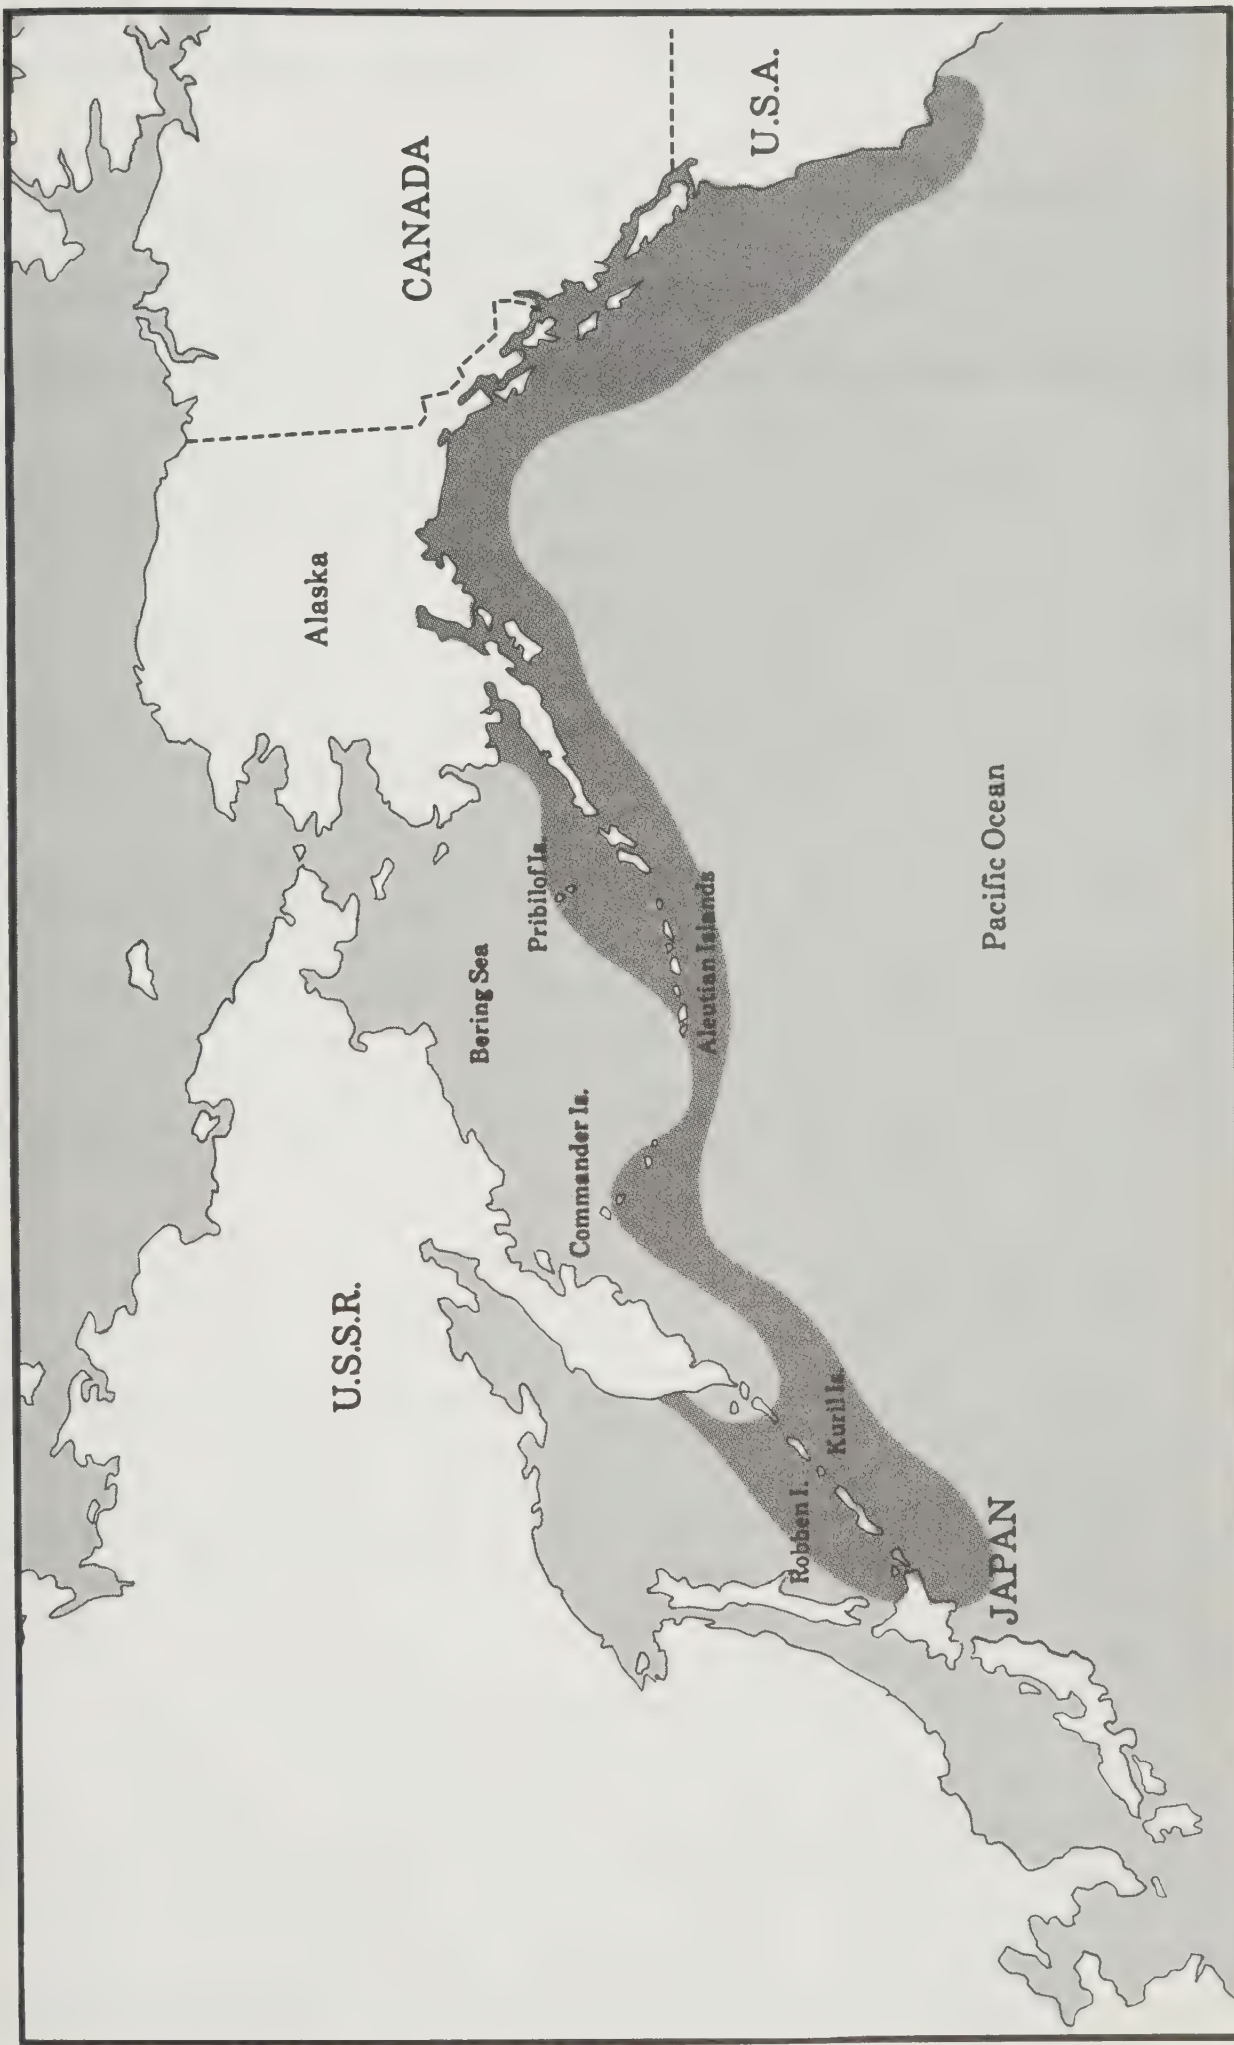 CANADA
U.S.A.
Alaska
Pribilof Is.
Bering Sea
Aleutian Islands
Pacific Ocean
Commander Is.
U.S.S.R.
Kuril Is.
Robben I.
JAPAN